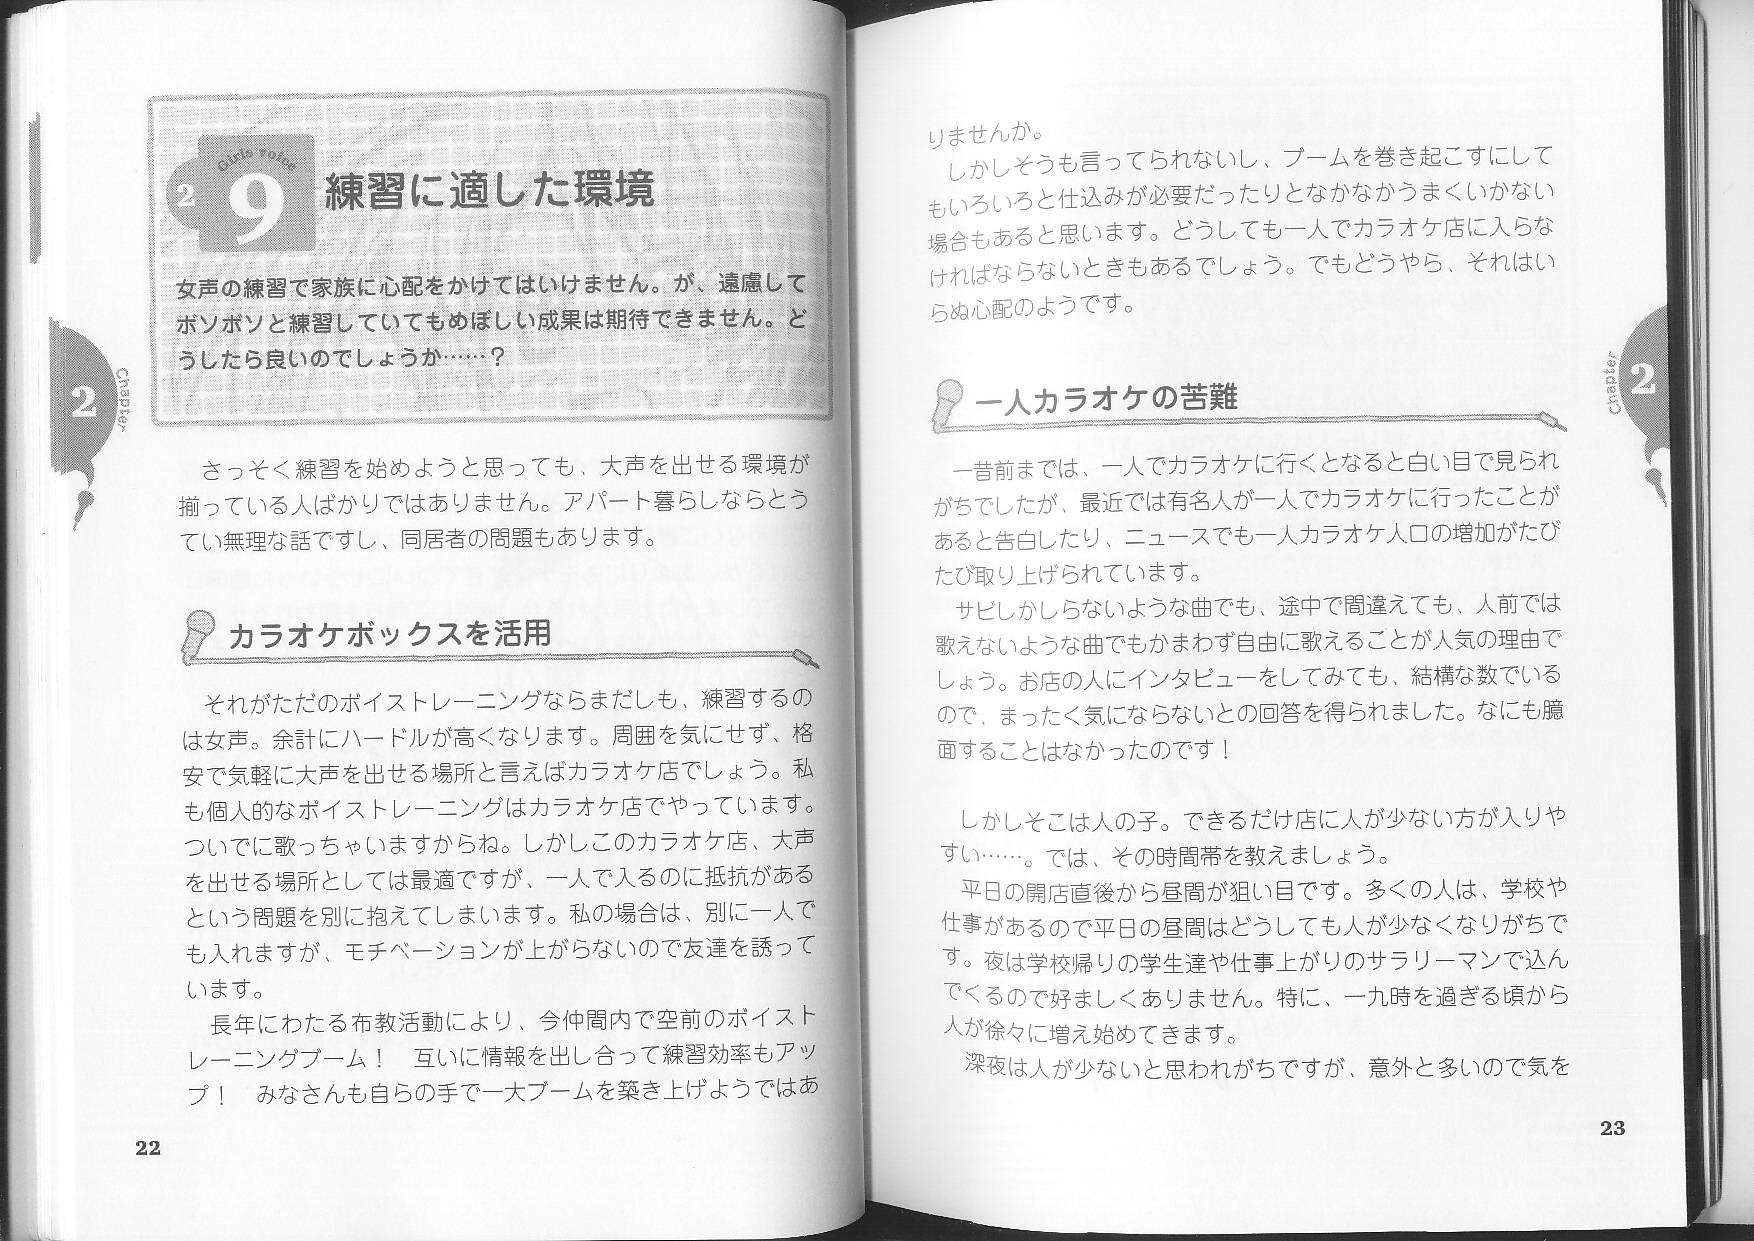 Girls voice
2
9
練習に適した環境
女声の練習で家族に心配をかけてはいけません。が、遠慮して
ボソボソと練習していてもめぼしい成果は期待できません。ど
うしたら良いのでしょうか……？
2
Chapter
さっそく練習を始めようと思っても、大声を出せる環境が
揃っている人ばかりではありません。アパート暮らしならとう
てい無理な話ですし、同居者の問題もあります。
カラオケボックスを活用
それがただのボイストレーニングならまだしも、練習するの
は女声。余計にハードルが高くなります。周囲を気にせず、格
安で気軽に大声を出せる場所と言えばカラオケ店でしょう。私
も個人的なボイストレーニングはカラオケ店でやっています。
ついでに歌っちゃいますからね。しかしこのカラオケ店、大声
を出せる場所としては最適ですが、一人で入るのに抵抗がある
という問題を別に抱えてしまいます。私の場合は、別に一人で
も入れますが、モチベーションが上がらないので友達を誘って
います。
長年にわたる布教活動により、今仲間内で空前のボイスト
レーニングブーム！　互いに情報を出し合って練習効率もアッ
プ！　みなさんも自らの手で一大ブームを築き上げようではあ
22
りませんか。
しかしそうも言ってられないし、ブームを巻き起こすにして
もいろいろと仕込みが必要だったりとなかなかうまくいかない
場合もあると思います。どうしても一人でカラオケ店に入らな
ければならないときもあるでしょう。でもどうやら、それはい
らぬ心配のようです。
Chapter
2
一人カラオケの苦難
一昔前までは、一人でカラオケに行くとなると白い目で見られ
がちでしたが、最近では有名人が一人でカラオケに行ったことが
あると告白したり、ニュースでも一人カラオケ人口の増加がたび
たび取り上げられています。
サビしかしらないような曲でも、途中で間違えても、人前では
歌えないような曲でもかまわず自由に歌えることが人気の理由で
しょう。お店の人にインタビューをしてみても、結構な数でいる
ので、まったく気にならないとの回答を得られました。なにも臆
面することはなかったのです！
しかしそこは人の子。できるだけ店に人が少ない方が入りや
すい……。では、その時間帯を教えましょう。
平日の開店直後から昼間が狙い目です。多くの人は、学校や
仕事があるので平日の昼間はどうしても人が少なくなりがちで
す。夜は学校帰りの学生達や仕事上がりのサラリーマンで込ん
でくるので好ましくありません。特に、一九時を過ぎる頃から
人が徐々に増え始めてきます。
深夜は人が少ないと思われがちですが、意外と多いので気を
23